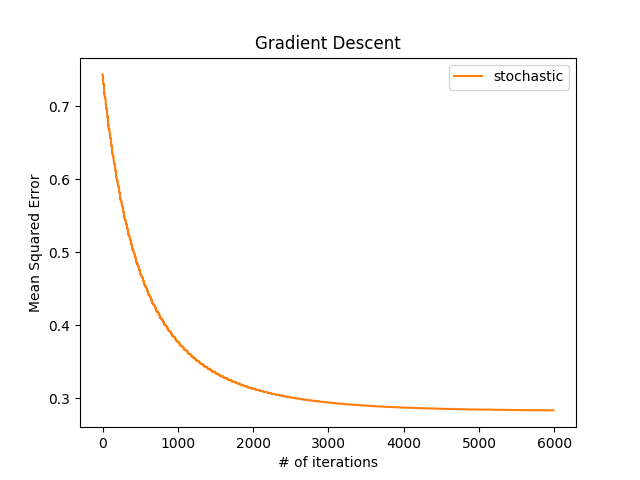 Gradient Descent
stochastic
Mean Squared Error
0.7
0.6
0.5
0.4
0.3
0 1000 2000 3000 4000 5000 6000
# of iterations